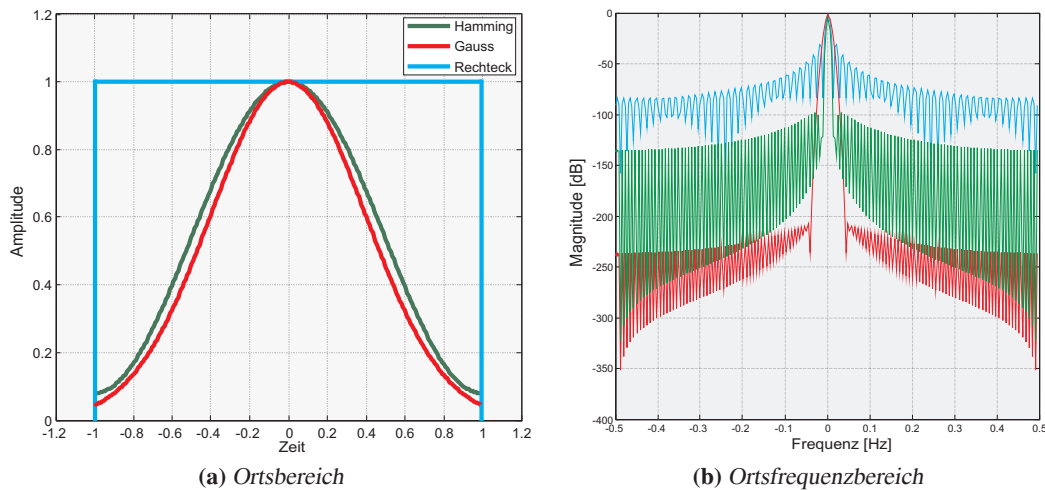 1.2
1
0.8
0.6
0.4
0.2
0
Amplitude
-1.2 -1 -0.8 -0.6 -0.4 -0.2 0 0.2 0.4 0.6 0.8 1 1.2
Zeit
Hamming
Gauss
Rechteck
(a) Ortsbereich
0
-50
-100
-150
-200
-250
-300
-350
-400
Magnitude [dB]
-0.5 -0.4 -0.3 -0.2 -0.1 0 0.1 0.2 0.3 0.4 0.5
Frequenz [Hz]
(b) Ortsfrequenzbereich